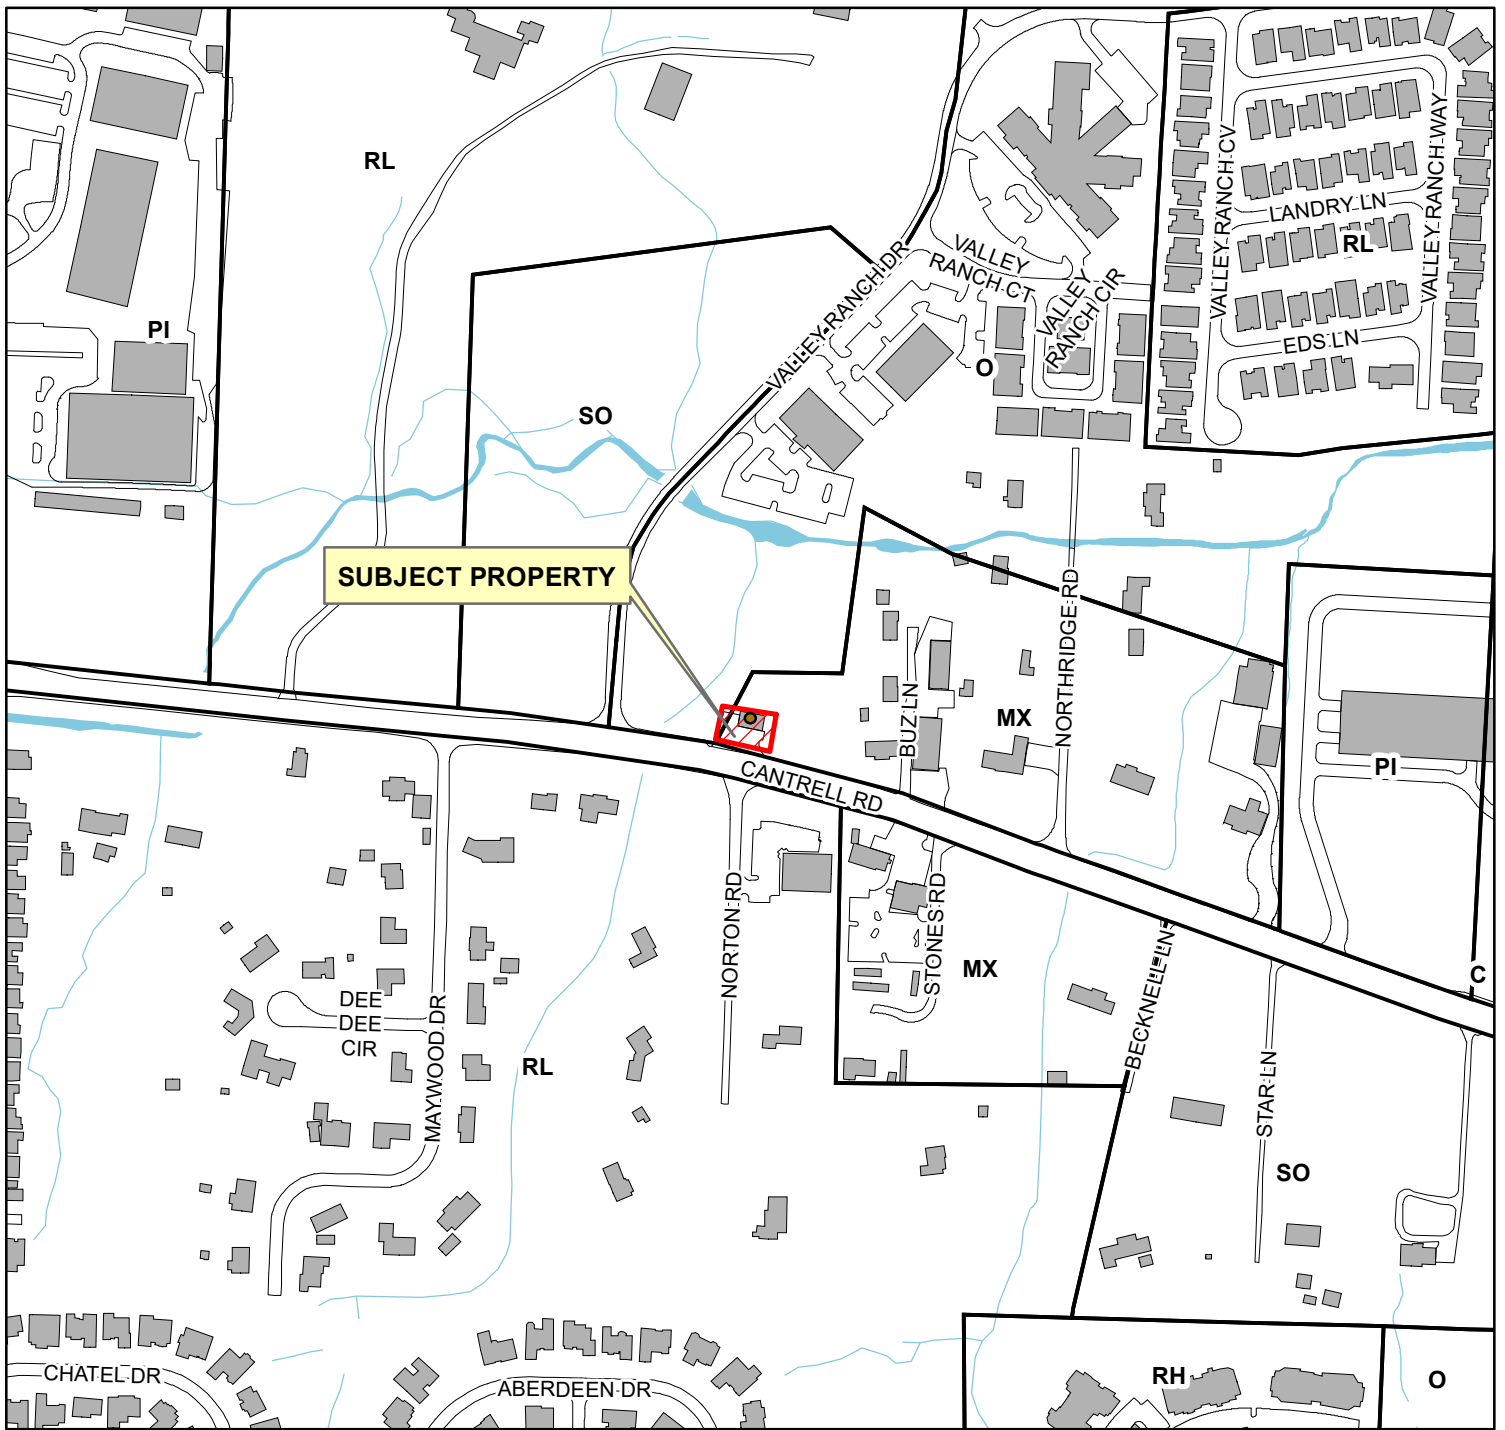 RL
VALLEY RANCH CV
LANDRY LN
RL
VALLEY RANCH WAY
EDS LN
VALLEY
RANCH CT
VALLEY
RANCH CIR
VALLEY RANCH DR
O
PI
SO
SUBJECT PROPERTY
BUZ LN
MX
NORTHRIDGE RD
PI
CANTRELL RD
NORTON RD
STONES RD
MX
BECKNELL LN
C
DEE
DEE
CIR
MAYWOOD DR
RL
STAR LN
SO
CHATEL DR
ABERDEEN DR
RH
O